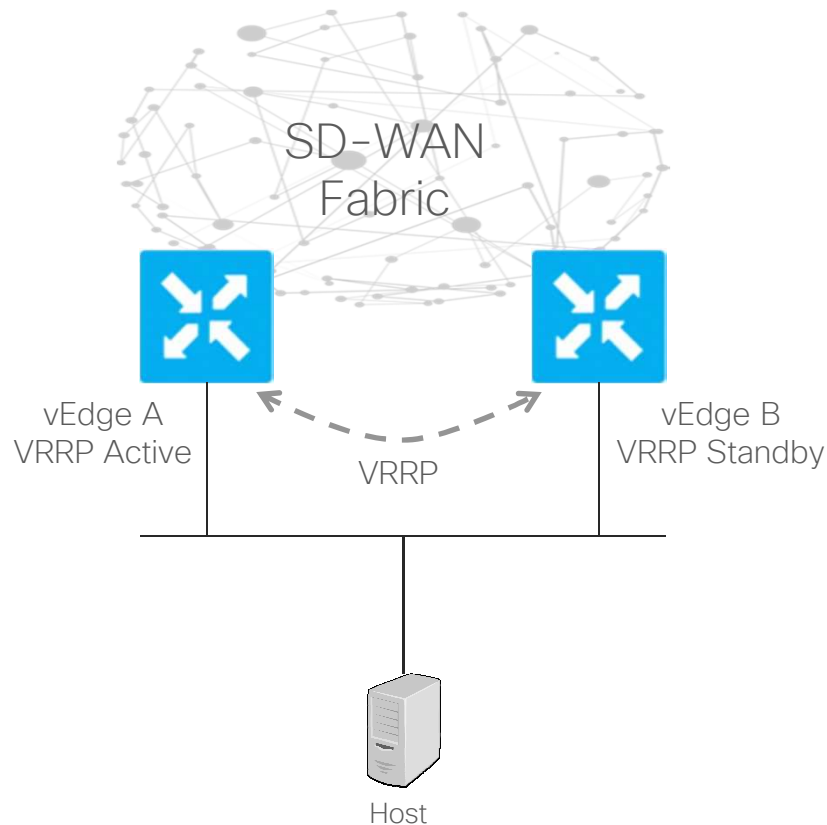 SD-WAN
Fabric
vEdge A
VRRP Active
vEdge B
VRRP Standby
VRRP
Host